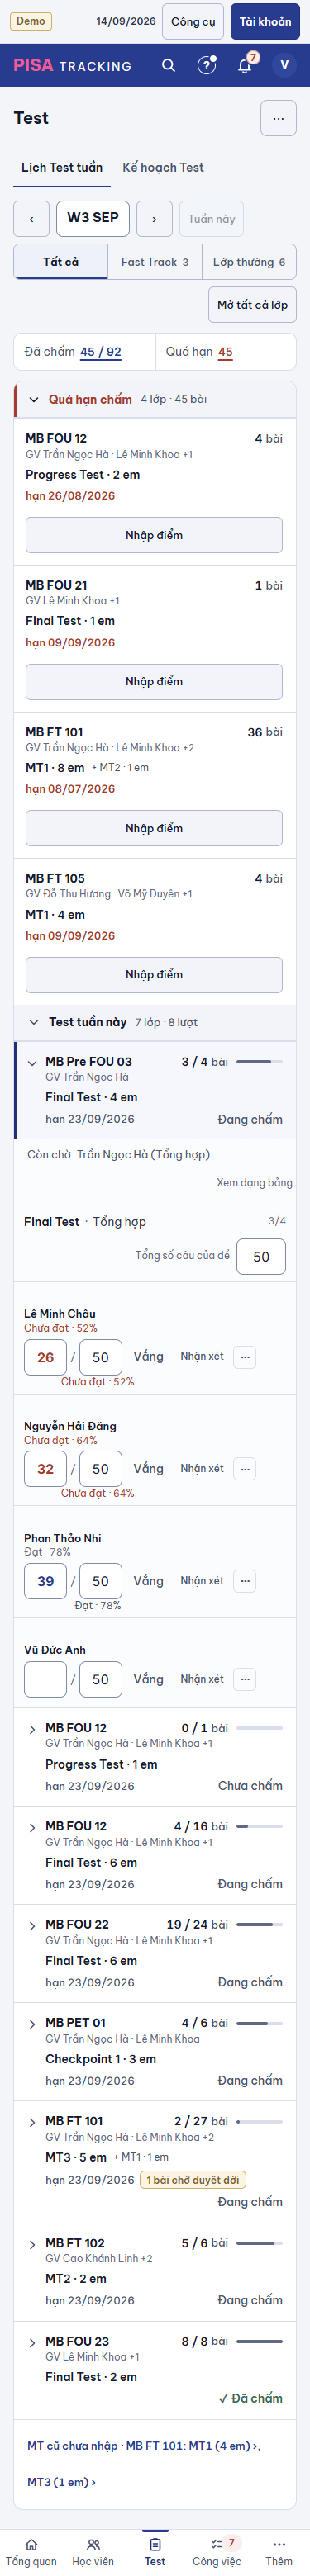 Demo 14/09/2026 Công cụ Tài khoản
PISA TRACKING ? 7 V
Test ...
Lịch Test tuần Kế hoạch Test
‹ W3 SEP › Tuần này
Tất cả Fast Track 3 Lớp thường 6
Mở tất cả lớp
Đã chấm 45 / 92 Quá hạn 45
Quá hạn chấm 4 lớp · 45 bài
MB FOU 12 4 bài
GV Trần Ngọc Hà · Lê Minh Khoa +1
Progress Test · 2 em
hạn 26/08/2026
Nhập điểm
MB FOU 21 1 bài
GV Lê Minh Khoa +1
Final Test · 1 em
hạn 09/09/2026
Nhập điểm
MB FT 101 36 bài
GV Trần Ngọc Hà · Lê Minh Khoa +2
MT1 · 8 em + MT2 · 1 em
hạn 08/07/2026
Nhập điểm
MB FT 105 4 bài
GV Đỗ Thu Hương · Võ Mỹ Duyên +1
MT1 · 4 em
hạn 09/09/2026
Nhập điểm
Test tuần này 7 lớp · 8 lượt
MB Pre FOU 03 3 / 4 bài
GV Trần Ngọc Hà
Final Test · 4 em
hạn 23/09/2026 Đang chấm
Còn chờ: Trần Ngọc Hà (Tổng hợp)
Xem dạng bảng
Final Test · Tổng hợp 3/4
Tổng số câu của đề 50
Lê Minh Châu
Chưa đạt · 52%
26 / 50 Vắng Nhận xét ...
Chưa đạt · 52%
Nguyễn Hải Đăng
Chưa đạt · 64%
32 / 50 Vắng Nhận xét ...
Chưa đạt · 64%
Phan Thảo Nhi
Đạt · 78%
39 / 50 Vắng Nhận xét ...
Đạt · 78%
Vũ Đức Anh
/ 50 Vắng Nhận xét ...
MB FOU 12 0 / 1 bài
GV Trần Ngọc Hà · Lê Minh Khoa +1
Progress Test · 1 em
hạn 23/09/2026 Chưa chấm
MB FOU 12 4 / 16 bài
GV Trần Ngọc Hà · Lê Minh Khoa +1
Final Test · 6 em
hạn 23/09/2026 Đang chấm
MB FOU 22 19 / 24 bài
GV Trần Ngọc Hà · Lê Minh Khoa +1
Final Test · 6 em
hạn 23/09/2026 Đang chấm
MB PET 01 4 / 6 bài
GV Trần Ngọc Hà · Lê Minh Khoa
Checkpoint 1 · 3 em
hạn 23/09/2026 Đang chấm
MB FT 101 2 / 27 bài
GV Trần Ngọc Hà · Lê Minh Khoa +2
MT3 · 5 em + MT1 · 1 em
hạn 23/09/2026 1 bài chờ duyệt dời
Đang chấm
MB FT 102 5 / 6 bài
GV Cao Khánh Linh +2
MT2 · 2 em
hạn 23/09/2026 Đang chấm
MB FOU 23 8 / 8 bài
GV Lê Minh Khoa +1
Final Test · 2 em
✓ Đã chấm
MT cũ chưa nhập · MB FT 101: MT1 (4 em) ›,
MT3 (1 em) ›
7
Tổng quan Học viên Test Công việc Thêm